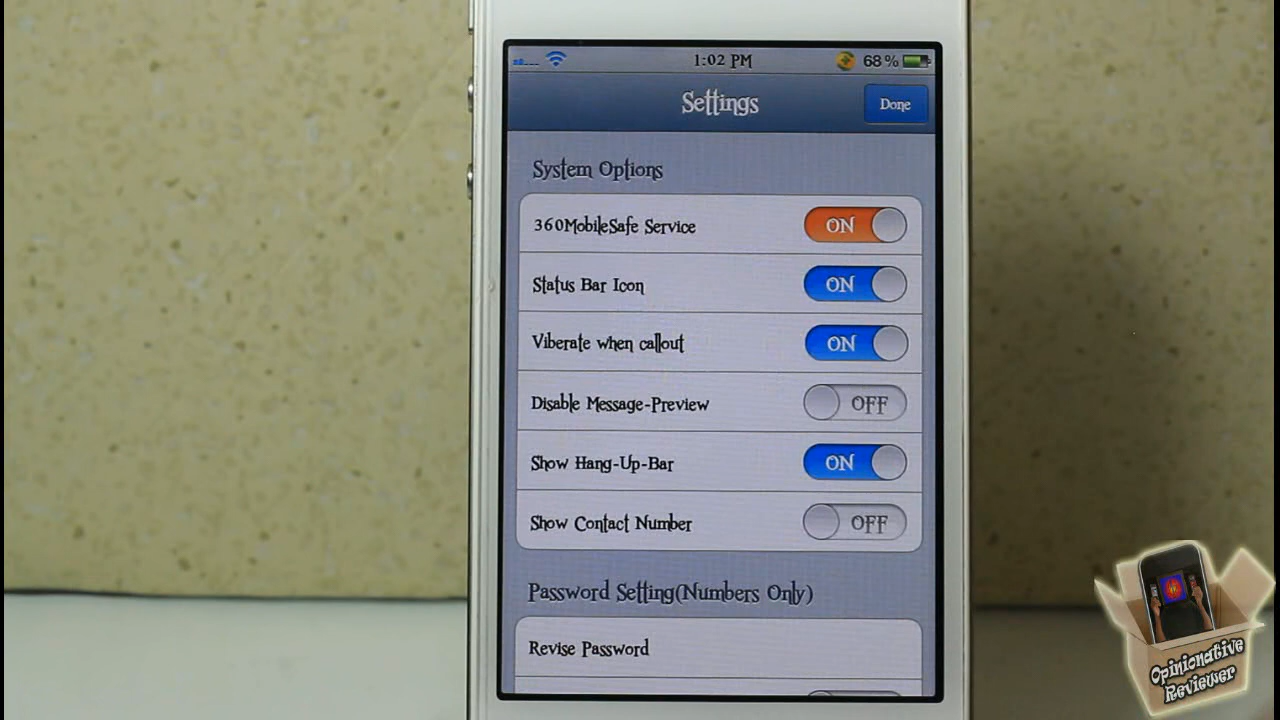 1:02 PM
68%
Settings
Done
System Options
360MobileSafe Service
ON
Status Bar Icon
ON
Viberate when callout
ON
Disable Message-Preview
OFF
Show Hang-Up-Bar
ON
Show Contact Number
OFF
Password Setting(Numbers Only)
Revise Password
Opinionative
Reviewer